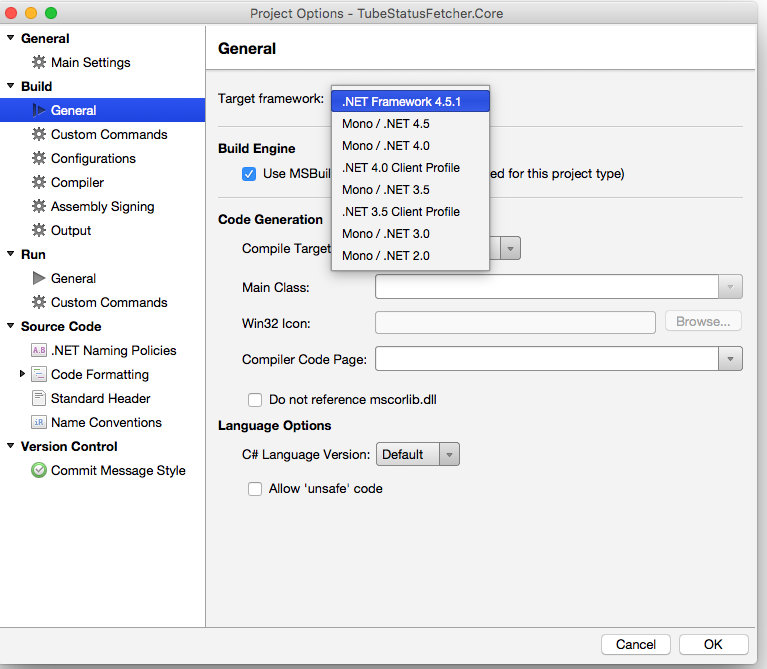 Project Options - TubeStatusFetcher.Core
General
Main Settings
Build
General
Custom Commands
Configurations
Compiler
Assembly Signing
Output
Run
General
Custom Commands
Source Code
A.B .NET Naming Policies
Code Formatting
Standard Header
iR Name Conventions
Version Control
Commit Message Style
General
Target framework:
.NET Framework 4.5.1
Mono / .NET 4.5
Mono / .NET 4.0
.NET 4.0 Client Profile
Mono / .NET 3.5
.NET 3.5 Client Profile
Mono / .NET 3.0
Mono / .NET 2.0
Build Engine
Use MSBuil ed for this project type)
Code Generation
Compile Target
Main Class:
Win32 Icon: Browse...
Compiler Code Page:
Do not reference mscorlib.dll
Language Options
C# Language Version: Default
Allow 'unsafe' code
Cancel OK